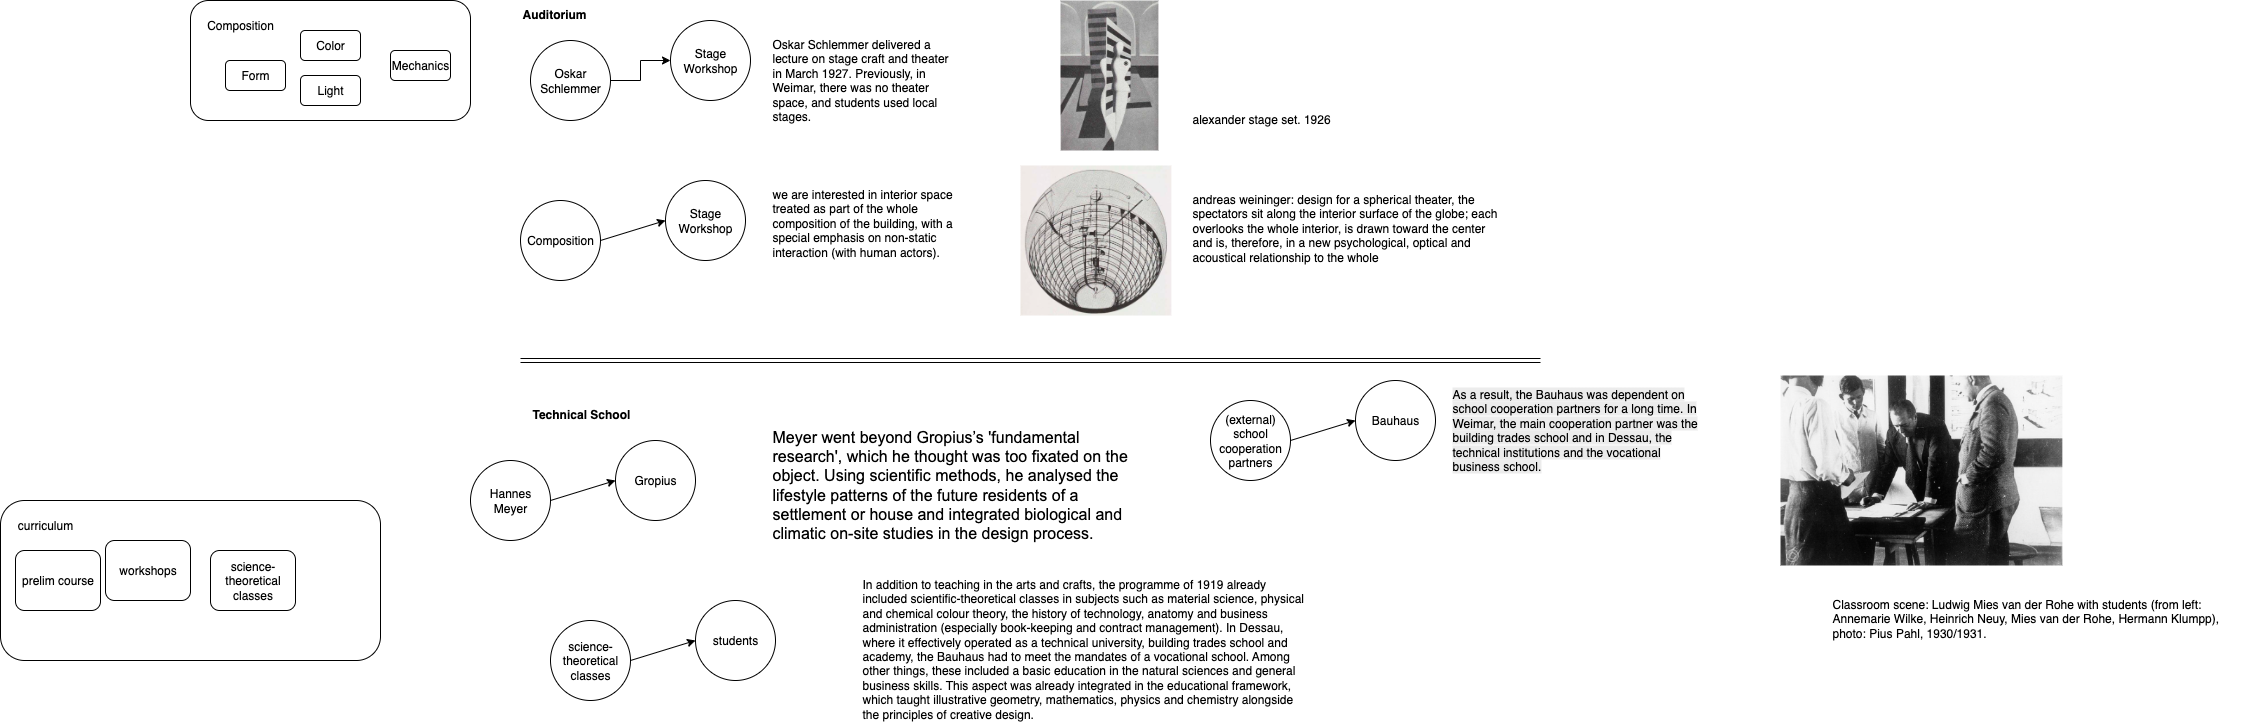 Composition
Color
Form
Light
Mechanics
Auditorium
Oskar
Schlemmer
Stage
Workshop
Oskar Schlemmer delivered a
lecture on stage craft and theater
in March 1927. Previously, in
Weimar, there was no theater
space, and students used local
stages.
alexander stage set. 1926
Composition
Stage
Workshop
we are interested in interior space
treated as part of the whole
composition of the building, with a
special emphasis on non-static
interaction (with human actors).
andreas weininger: design for a spherical theater, the
spectators sit along the interior surface of the globe; each
overlooks the whole interior, is drawn toward the center
and is, therefore, in a new psychological, optical and
acoustical relationship to the whole
Technical School
Hannes
Meyer
Gropius
Meyer went beyond Gropius’s 'fundamental
research', which he thought was too fixated on the
object. Using scientific methods, he analysed the
lifestyle patterns of the future residents of a
settlement or house and integrated biological and
climatic on-site studies in the design process.
(external)
school
cooperation
partners
Bauhaus
As a result, the Bauhaus was dependent on
school cooperation partners for a long time. In
Weimar, the main cooperation partner was the
building trades school and in Dessau, the
technical institutions and the vocational
business school.
curriculum
prelim course
workshops
science-
theoretical
classes
science-
theoretical
classes
students
In addition to teaching in the arts and crafts, the programme of 1919 already
included scientific-theoretical classes in subjects such as material science, physical
and chemical colour theory, the history of technology, anatomy and business
administration (especially book-keeping and contract management). In Dessau,
where it effectively operated as a technical university, building trades school and
academy, the Bauhaus had to meet the mandates of a vocational school. Among
other things, these included a basic education in the natural sciences and general
business skills. This aspect was already integrated in the educational framework,
which taught illustrative geometry, mathematics, physics and chemistry alongside
the principles of creative design.
Classroom scene: Ludwig Mies van der Rohe with students (from left:
Annemarie Wilke, Heinrich Neuy, Mies van der Rohe, Hermann Klumpp),
photo: Pius Pahl, 1930/1931.